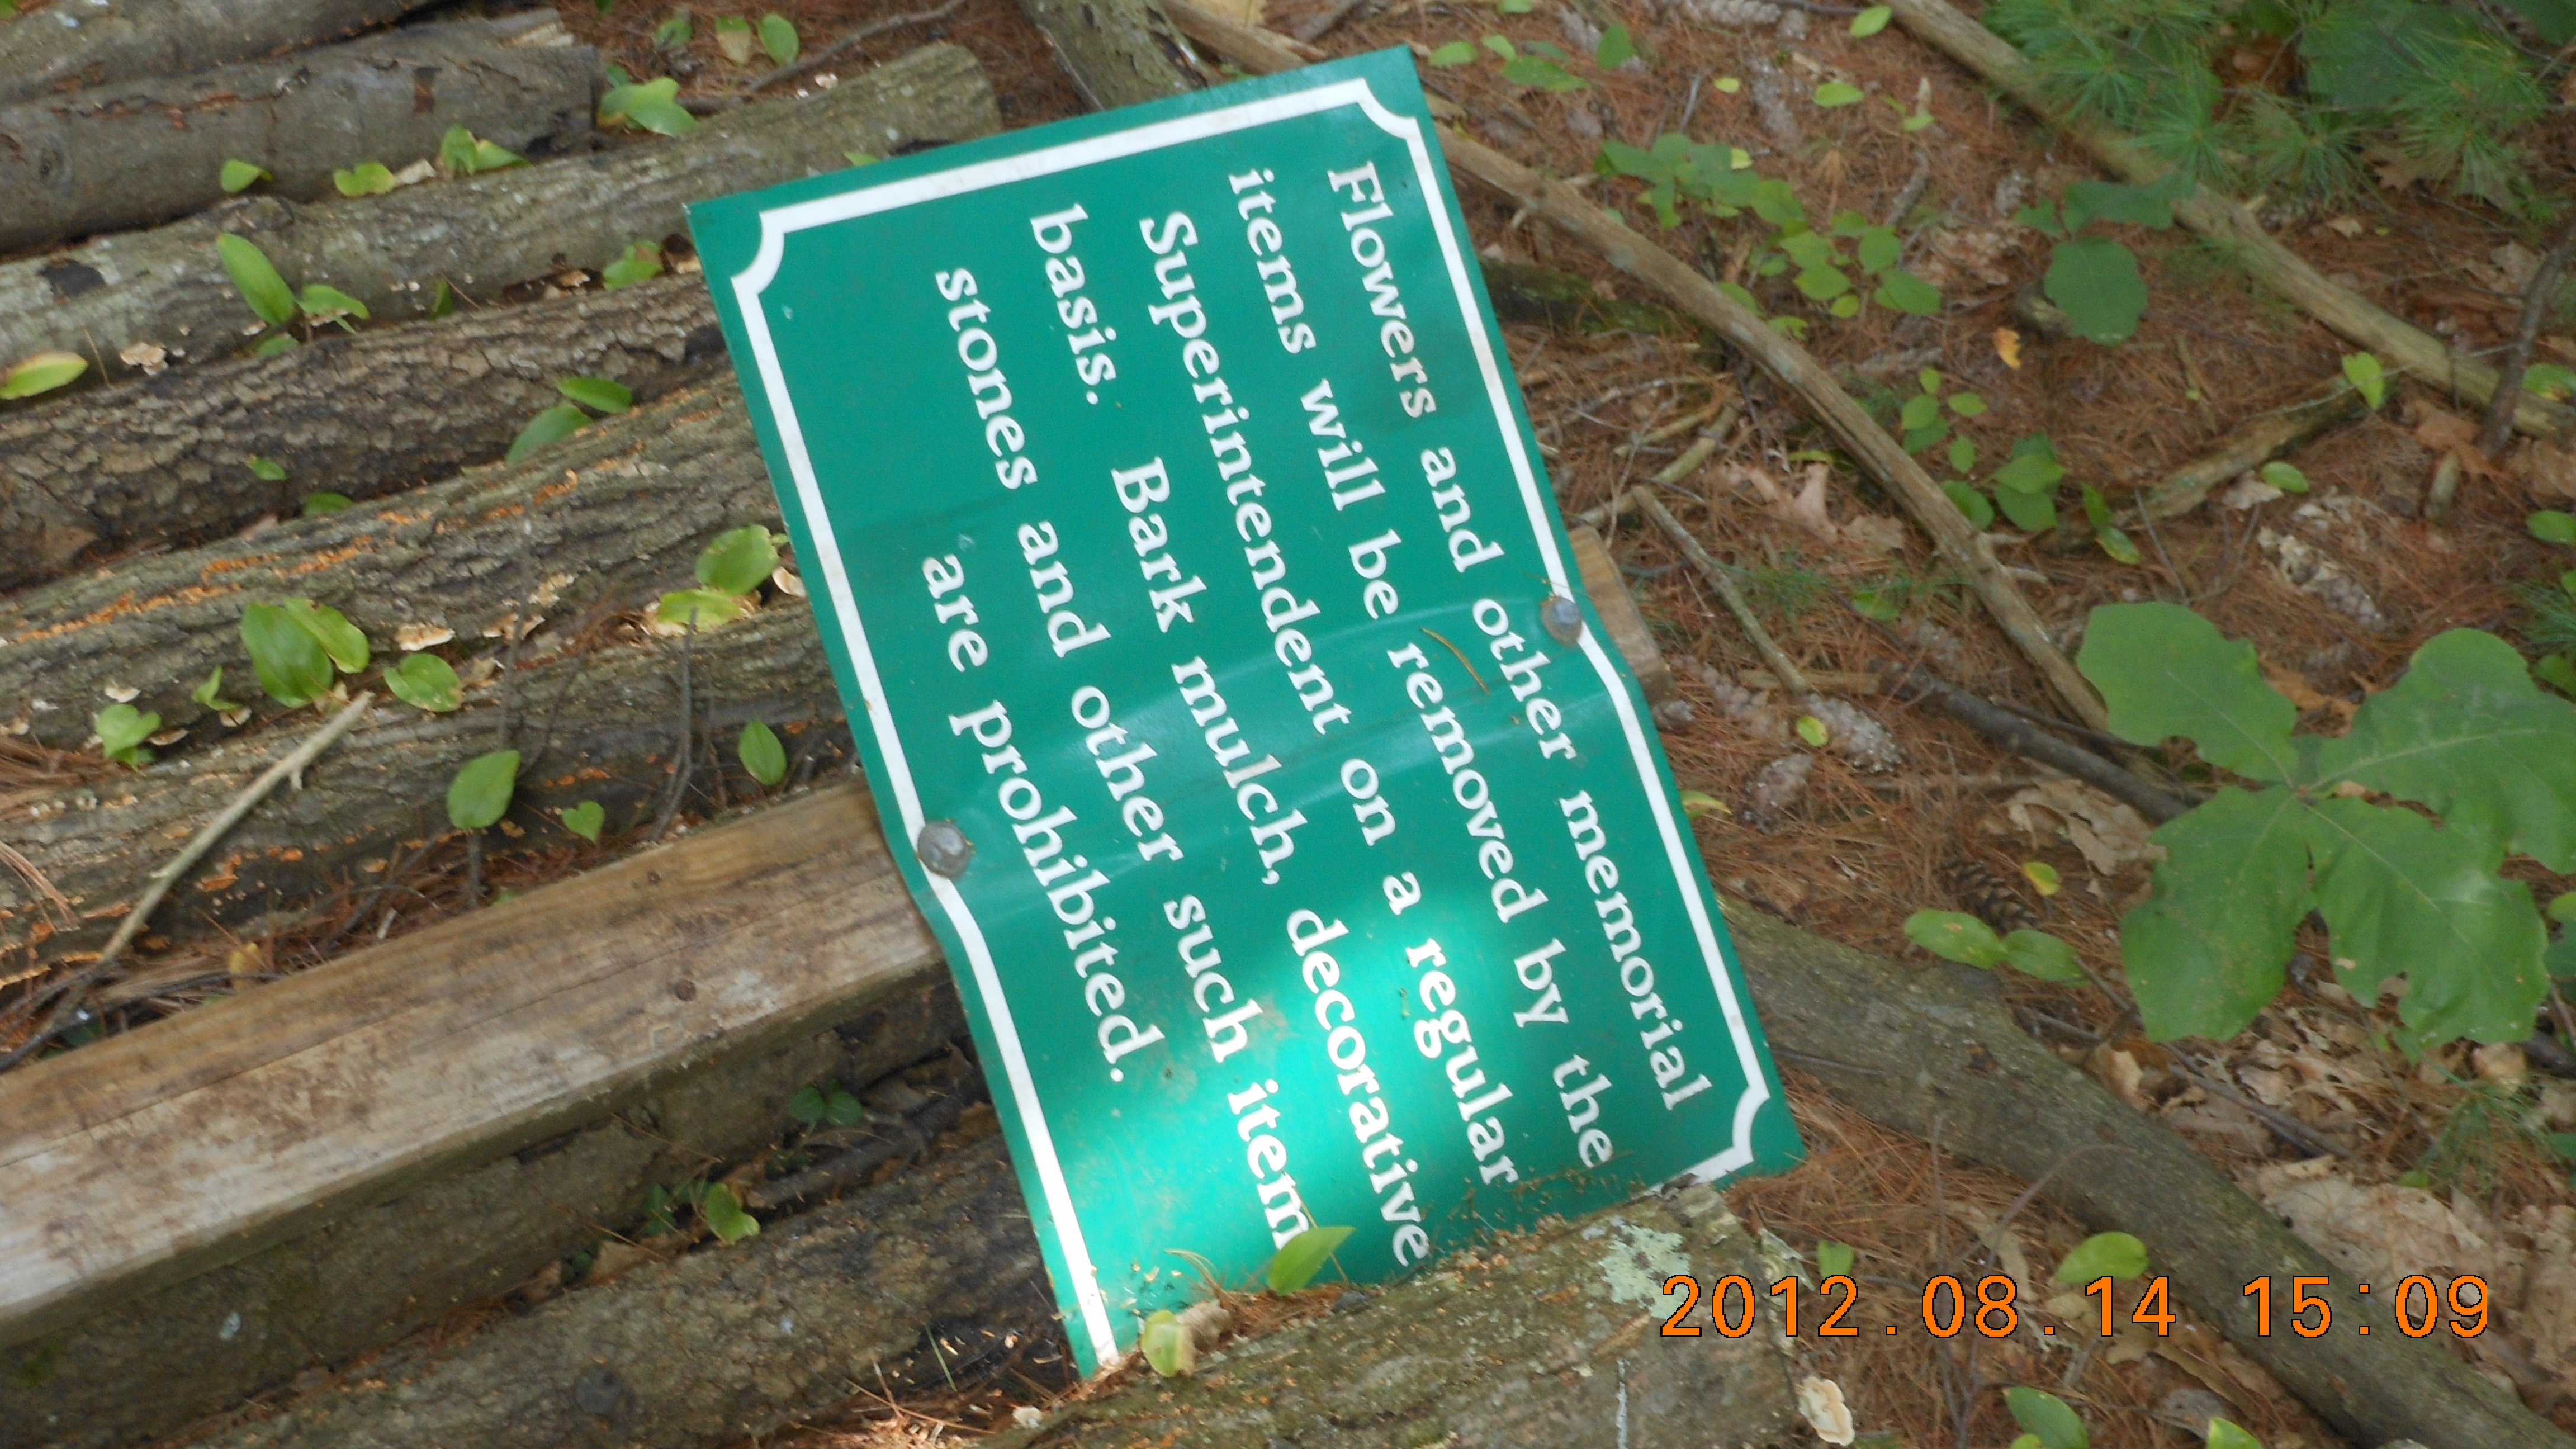 Flowers and other memorial
items will be removed by the
Superintendent on a regular
basis. Bark mulch, decorative
stones and other such item
are prohibited.
2012.08.14 15:09